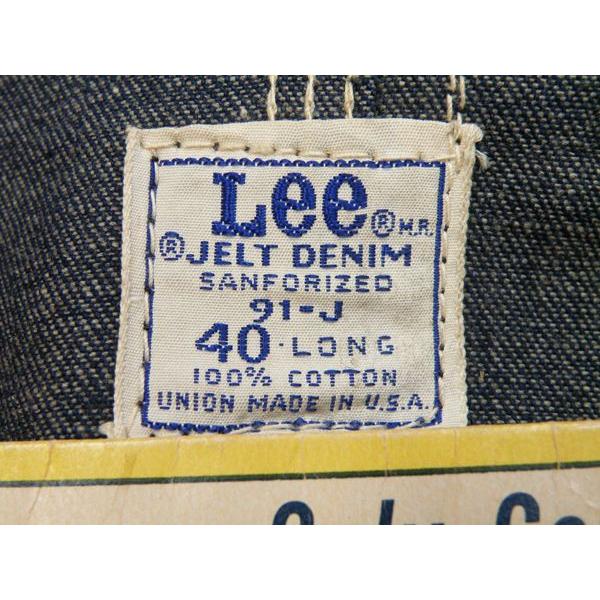 Lee ® M.R.
® JELT DENIM
SANFORIZED
91-J
40·LONG
100% COTTON
UNION MADE IN U.S.A.